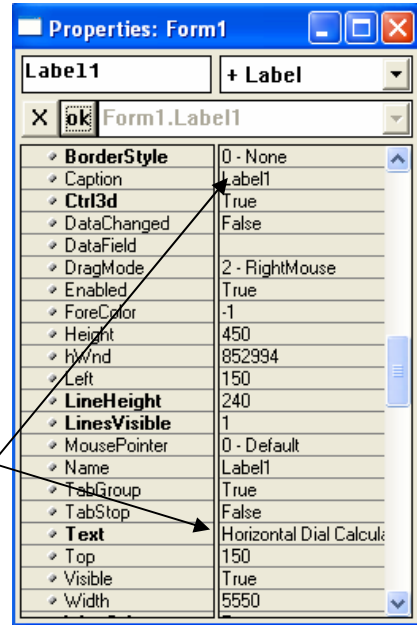 Properties: Form1
Label1 + Label
X ok Form1.Label1
BorderStyle 0 - None
Caption Label1
Ctrl3d True
DataChanged False
DataField
DragMode 2 - RightMouse
Enabled True
ForeColor -1
Height 450
hWnd 852994
Left 150
LineHeight 240
LinesVisible 1
MousePointer 0 - Default
Name Label1
TabGroup True
TabStop False
Text Horizontal Dial Calcula
Top 150
Visible True
Width 5550